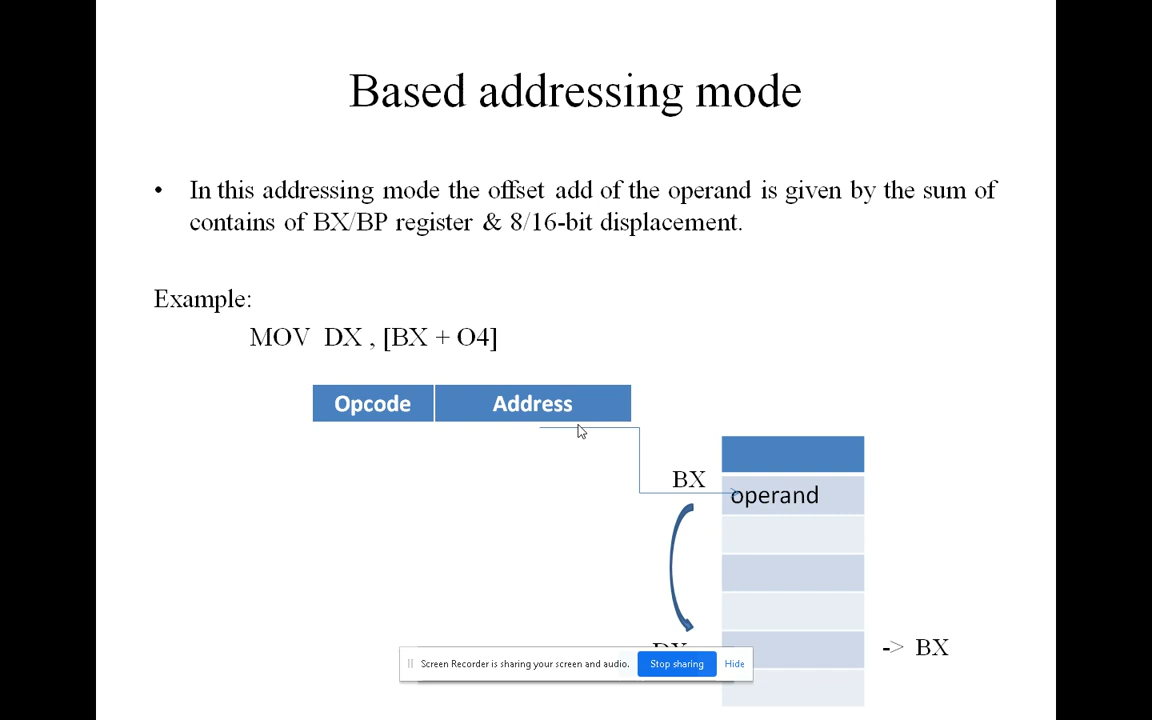 Based addressing mode
• In this addressing mode the offset add of the operand is given by the sum of
contains of BX/BP register & 8/16-bit displacement.
Example:
MOV DX , [BX + O4]
Opcode Address
BX
operand
-> BX
Screen Recorder is sharing your screen and audio. Stop sharing Hide